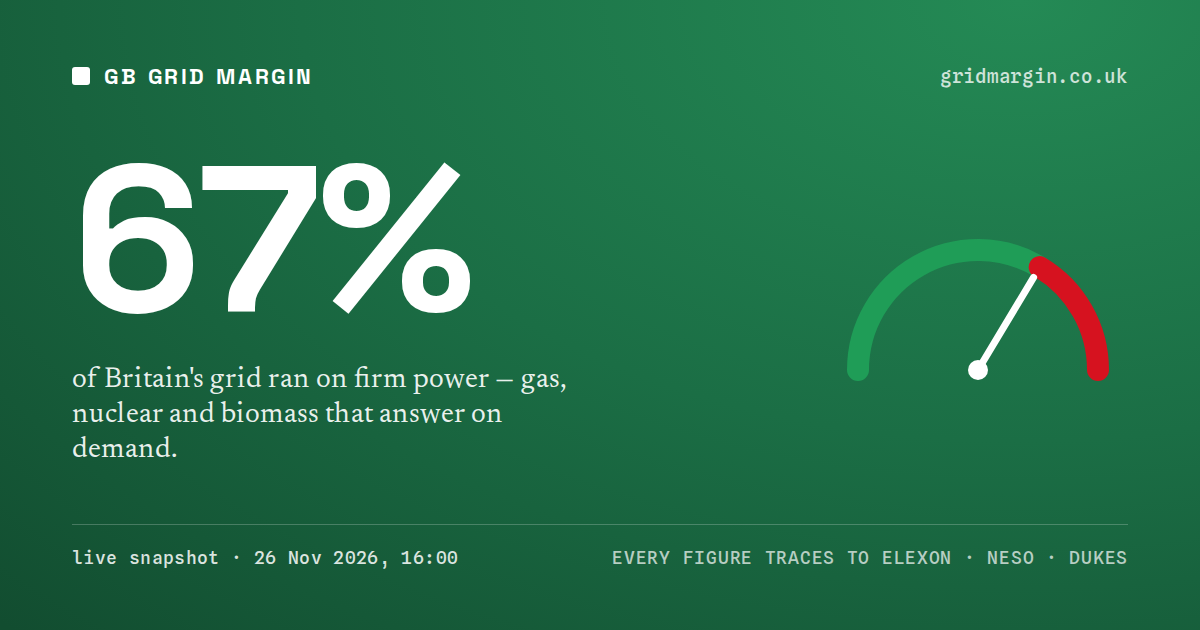 GB GRID MARGIN
gridmargin.co.uk
67%
of Britain's grid ran on firm power – gas,
nuclear and biomass that answer on
demand.
live snapshot · 26 Nov 2026, 16:00
EVERY FIGURE TRACES TO ELEXON · NESO · DUKES